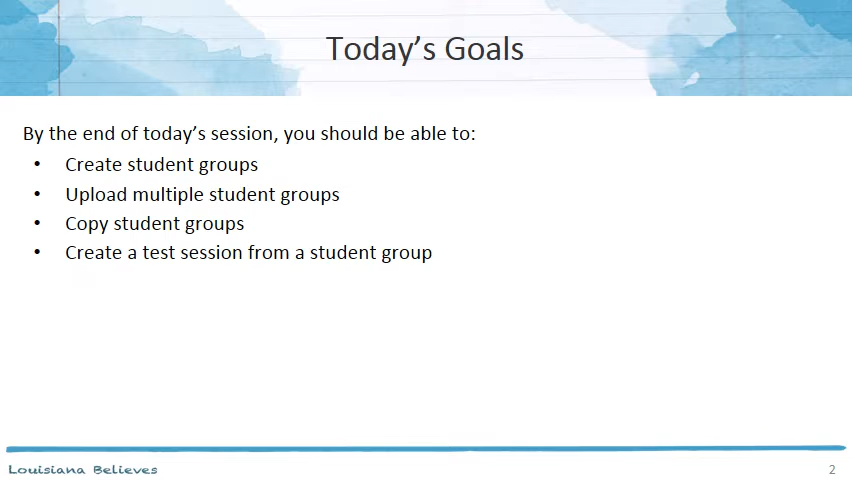 Today’s Goals
By the end of today’s session, you should be able to:
• Create student groups
• Upload multiple student groups
• Copy student groups
• Create a test session from a student group
Louisiana Believes
2